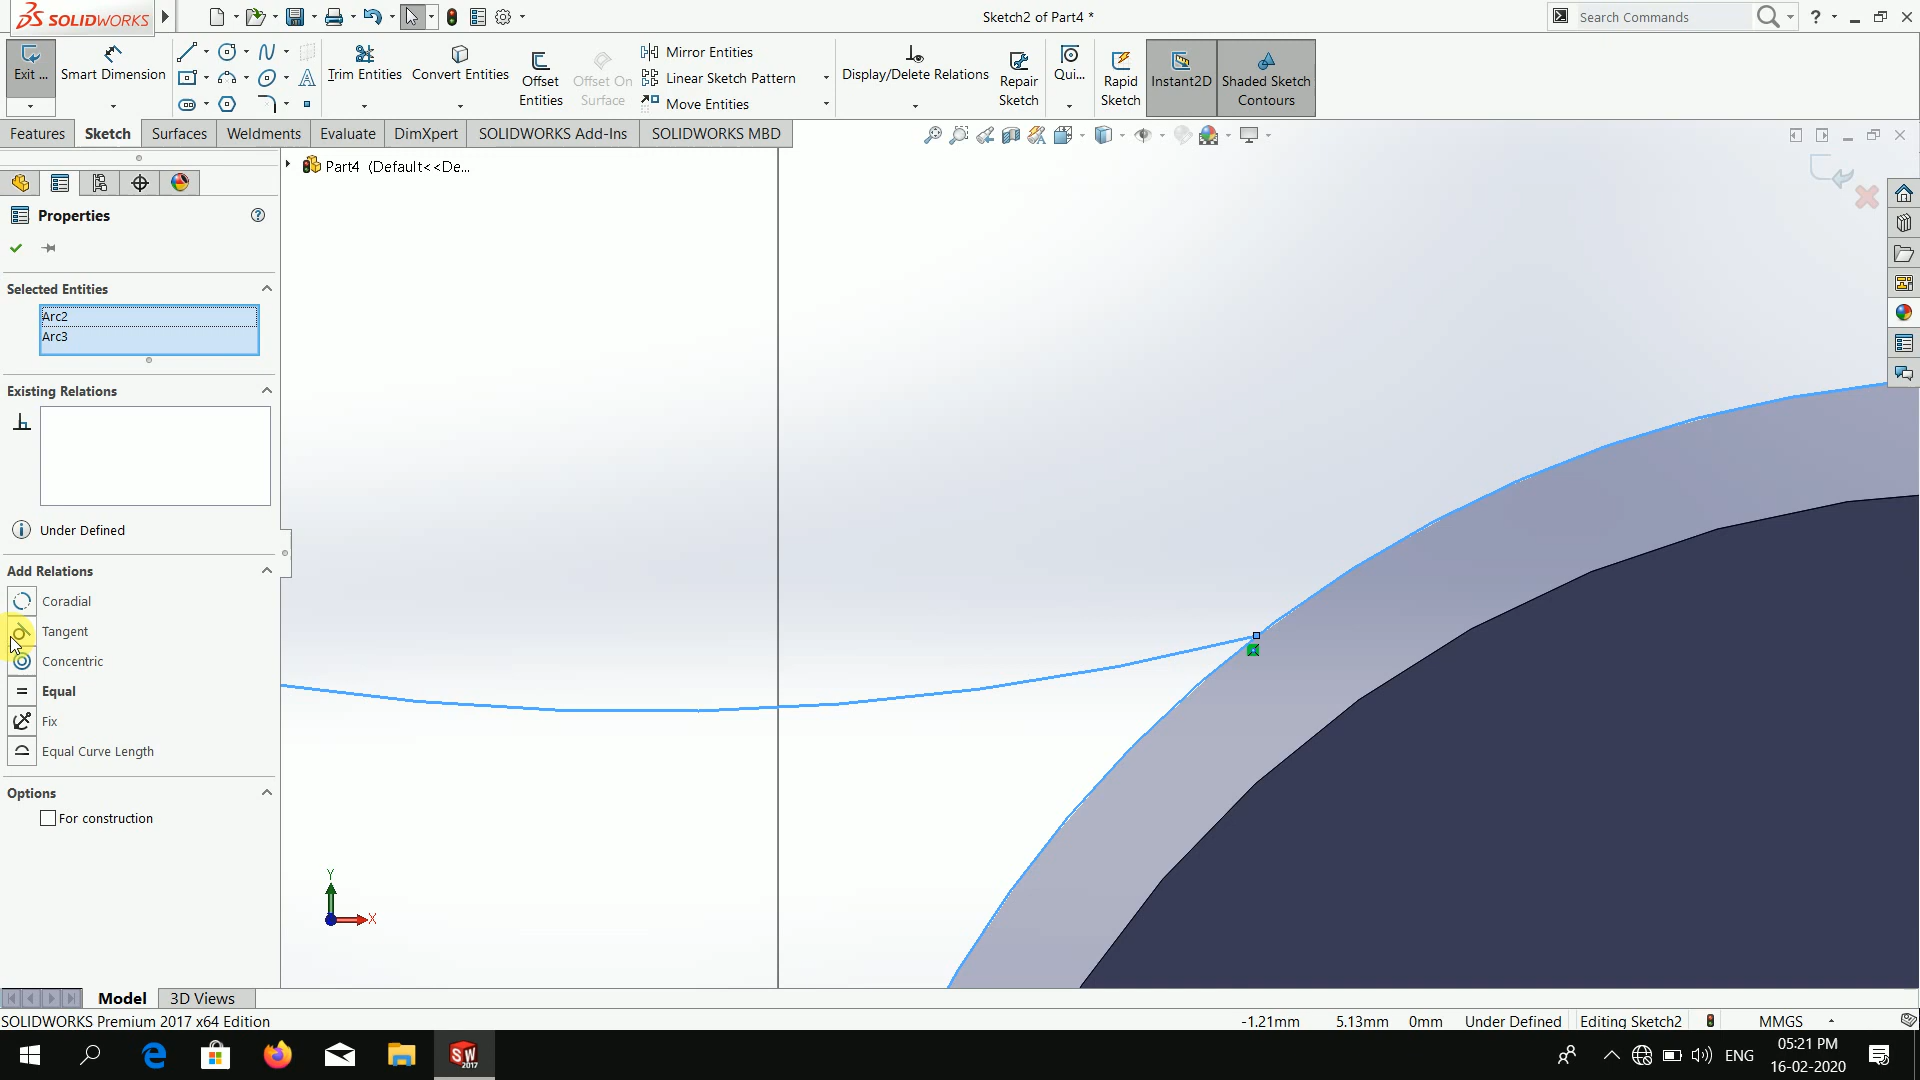 SOLIDWORKS
Sketch2 of Part4 *
Search Commands
Exit ...
Smart Dimension
Trim Entities
Convert Entities
Offset Entities
Offset On Surface
Mirror Entities
Linear Sketch Pattern
Move Entities
Display/Delete Relations
Repair Sketch
Qui...
Rapid Sketch
Instant2D
Shaded Sketch Contours
Features
Sketch
Surfaces
Weldments
Evaluate
DimXpert
SOLIDWORKS Add-Ins
SOLIDWORKS MBD
Part4 (Default<<De...
Properties
Selected Entities
Arc2
Arc3
Existing Relations
Under Defined
Add Relations
Coradial
Tangent
Concentric
Equal
Fix
Equal Curve Length
Options
For construction
Y
X
Model
3D Views
SOLIDWORKS Premium 2017 x64 Edition
-1.21mm
5.13mm
0mm
Under Defined
Editing Sketch2
MMGS
SW
2017
ENG
05:21 PM
16-02-2020